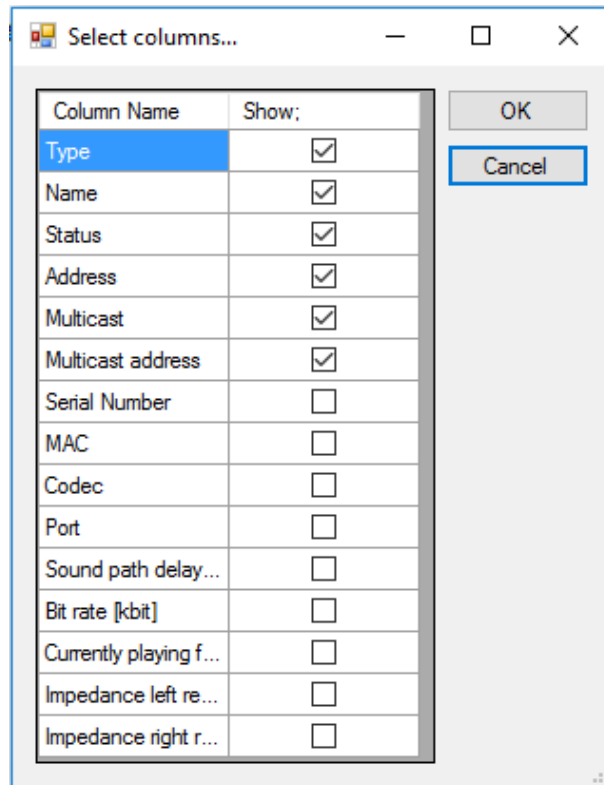 Select columns...
Column Name Show;
OK
Type
Cancel
Name
Status
Address
Multicast
Multicast address
Serial Number
MAC
Codec
Port
Sound path delay...
Bit rate [kbit]
Currently playing f...
Impedance left re...
Impedance right r...